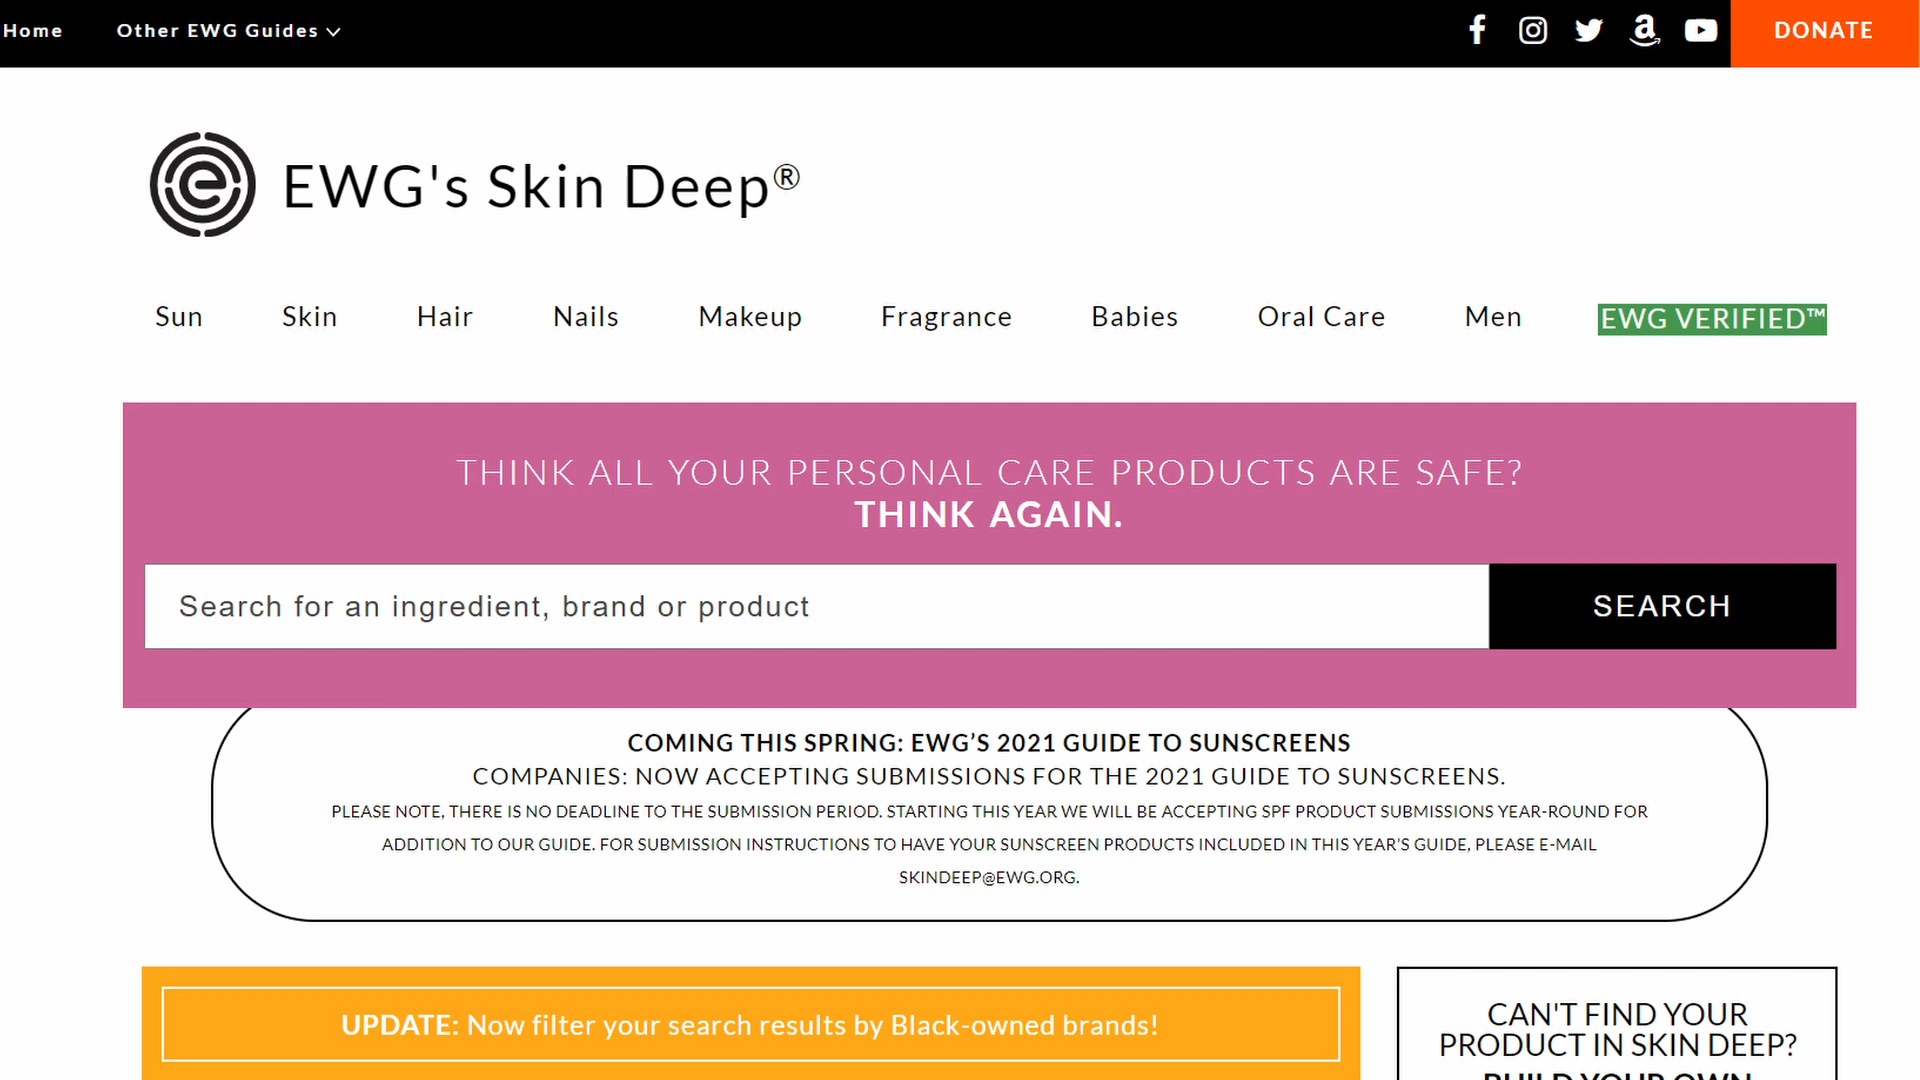 Home
Other EWG Guides
DONATE
EWG's Skin Deep®
Sun
Skin
Hair
Nails
Makeup
Fragrance
Babies
Oral Care
Men
EWG VERIFIED™
THINK ALL YOUR PERSONAL CARE PRODUCTS ARE SAFE?
THINK AGAIN.
Search for an ingredient, brand or product
SEARCH
COMING THIS SPRING: EWG’S 2021 GUIDE TO SUNSCREENS
COMPANIES: NOW ACCEPTING SUBMISSIONS FOR THE 2021 GUIDE TO SUNSCREENS.
PLEASE NOTE, THERE IS NO DEADLINE TO THE SUBMISSION PERIOD. STARTING THIS YEAR WE WILL BE ACCEPTING SPF PRODUCT SUBMISSIONS YEAR-ROUND FOR
ADDITION TO OUR GUIDE. FOR SUBMISSION INSTRUCTIONS TO HAVE YOUR SUNSCREEN PRODUCTS INCLUDED IN THIS YEAR’S GUIDE, PLEASE E-MAIL
SKINDEEP@EWG.ORG.
UPDATE: Now filter your search results by Black-owned brands!
CAN'T FIND YOUR
PRODUCT IN SKIN DEEP?
BUILD YOUR OWN